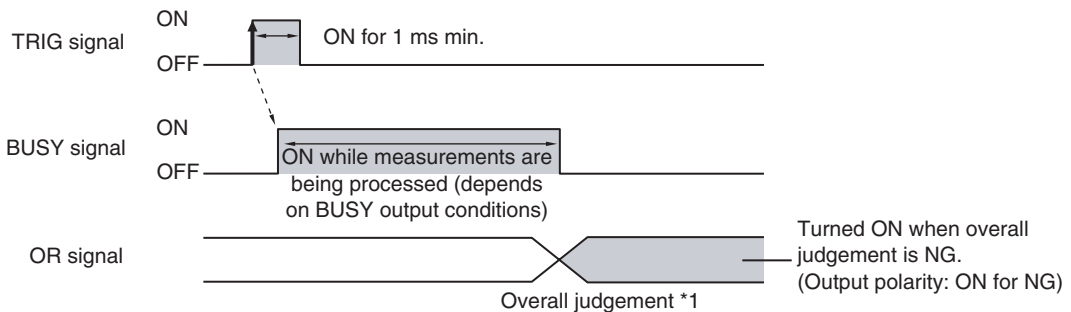 ON
TRIG signal
ON for 1 ms min.
OFF
ON
BUSY signal
ON while measurements are
OFF
being processed (depends
on BUSY output conditions)
OR signal
Turned ON when overall
judgement is NG.
(Output polarity: ON for NG)
Overall judgement *1